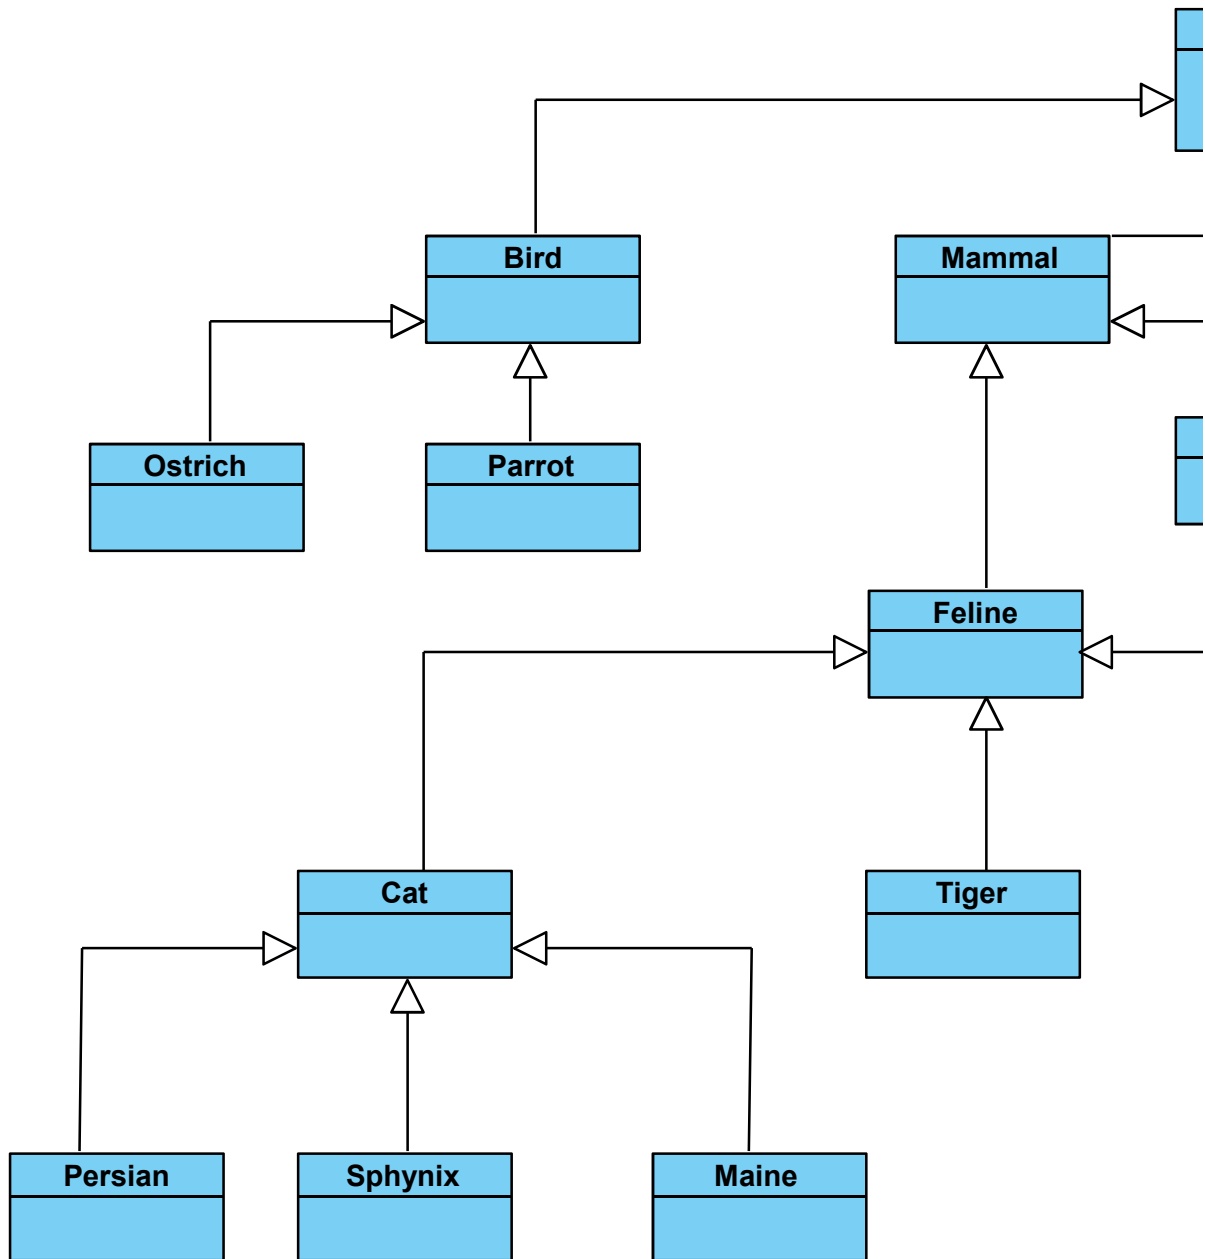 Bird
Mammal
Ostrich
Parrot
Feline
Cat
Tiger
Persian
Sphynix
Maine